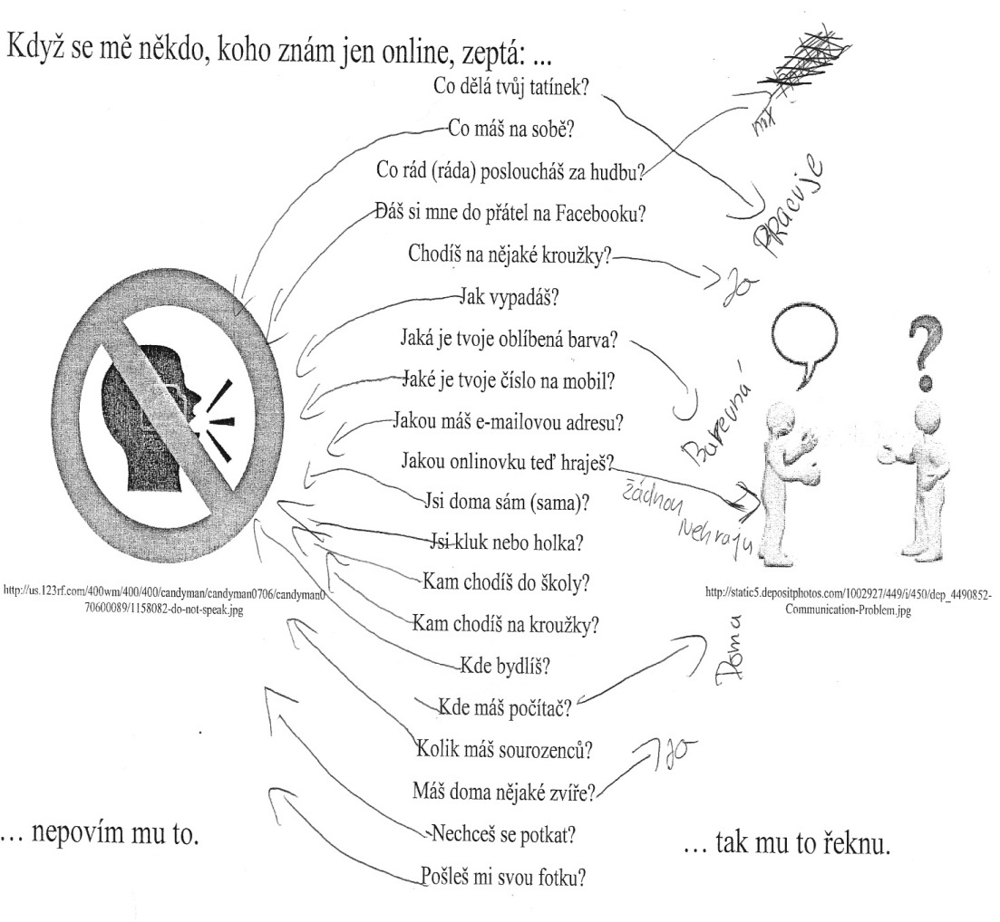 Když se mě někdo, koho znám jen online, zeptá: ...
Co dělá tvůj tatínek?
Co máš na sobě?
mix
Co rád (ráda) posloucháš za hudbu?
Pracuje
Dáš si mne do přátel na Facebooku?
Chodíš na nějaké kroužky?
Jo
Jak vypadáš?
Jaká je tvoje oblíbená barva?
Barevná
Jaké je tvoje číslo na mobil?
Jakou máš e-mailovou adresu?
Jakou onlinovku teď hraješ?
žádnou
Nehraju
Jsi doma sám (sama)?
Jsi kluk nebo holka?
Kam chodíš do školy?
http://us.123rf.com/400wm/400/400/candyman/candyman0706/candyman0
70600089/1158082-do-not-speak.jpg
http://static5.depositphotos.com/1002927/449/i/450/dep_4490852-
Communication-Problem.jpg
Kam chodíš na kroužky?
Kde bydlíš?
Doma
Kde máš počítač?
Kolik máš sourozenců?
Jo
Máš doma nějaké zvíře?
Nechceš se potkat?
... nepovím mu to.
... tak mu to řeknu.
Pošleš mi svou fotku?